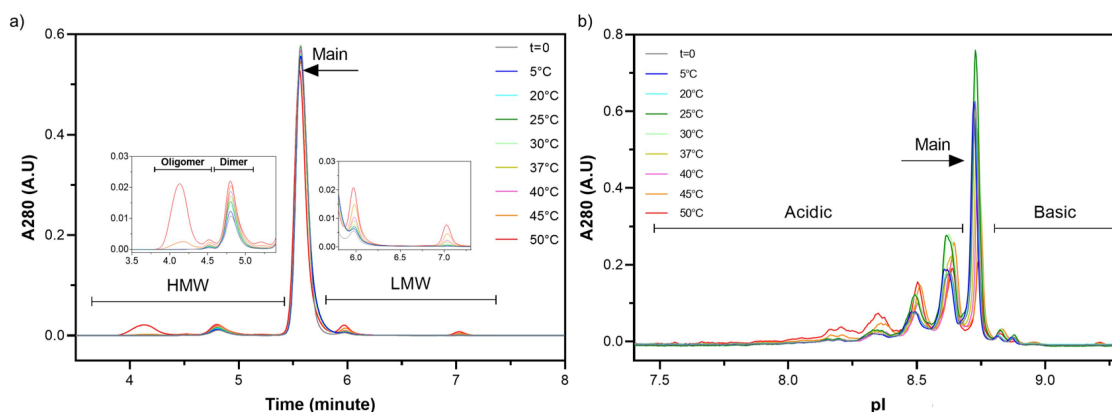 a)
0.6
0.4
0.2
0.0
A280 (A.U)
Main
t=0
5°C
20°C
25°C
30°C
37°C
40°C
45°C
50°C
0.03
0.02
0.01
0.00
Oligomer
Dimer
3.5
4.0
4.5
5.0
0.03
0.02
0.01
0.00
6.0
6.5
7.0
HMW
LMW
4
5
6
7
8
Time (minute)
b)
0.8
0.6
0.4
0.2
0.0
A280 (A.U)
t=0
5°C
20°C
25°C
30°C
37°C
40°C
45°C
50°C
Main
Acidic
Basic
7.5
8.0
8.5
9.0
pI